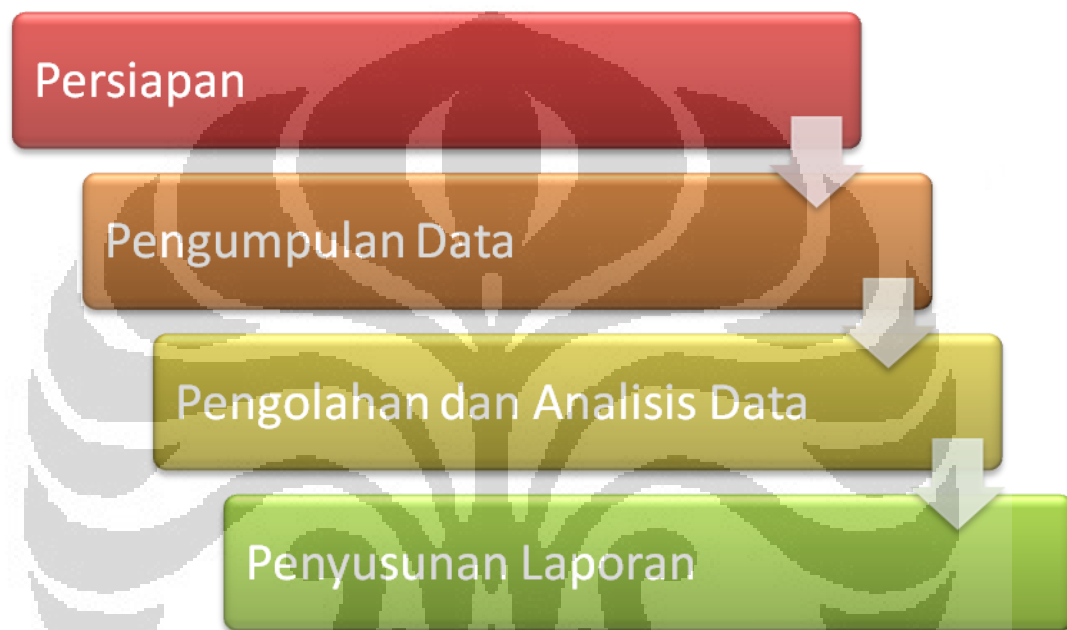 Persiapan
Pengumpulan Data
Pengolahan dan Analisis Data
Penyusunan Laporan